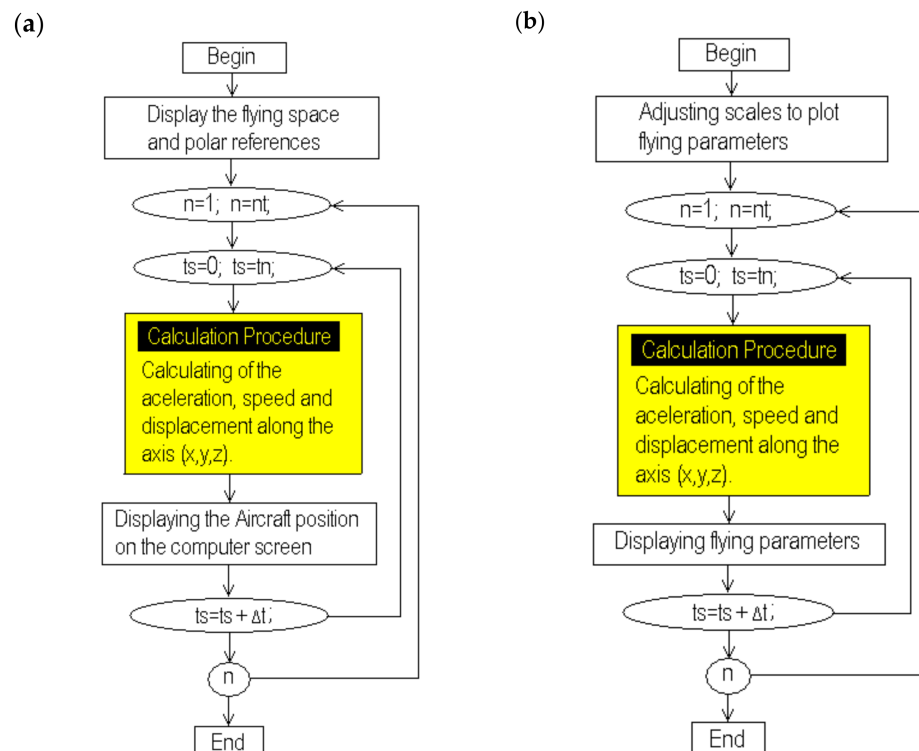 (a)
Begin
Display the flying space
and polar references
n=1; n=nt;
ts=0; ts=tn;
Calculation Procedure
Calculating of the
aceleration, speed and
displacement along the
axis (x,y,z).
Displaying the Aircraft position
on the computer screen
ts=ts + Δt;
n
End
(b)
Begin
Adjusting scales to plot
flying parameters
n=1; n=nt;
ts=0; ts=tn;
Calculation Procedure
Calculating of the
aceleration, speed and
displacement along the
axis (x,y,z).
Displaying flying parameters
ts=ts + Δt;
n
End